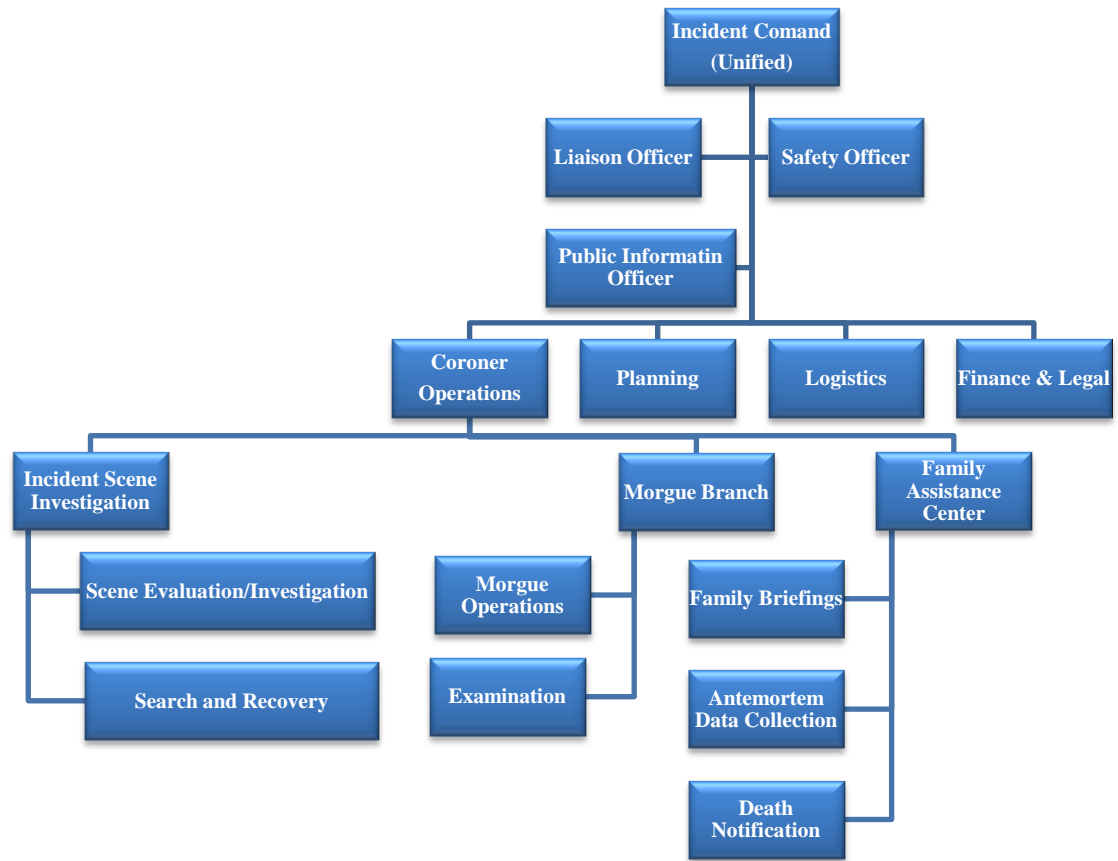 Incident Comand
(Unified)
Liaison Officer
Safety Officer
Public Informatin
Officer
Coroner
Operations
Planning
Logistics
Finance & Legal
Incident Scene
Investigation
Morgue Branch
Family
Assistance
Center
Scene Evaluation/Investigation
Search and Recovery
Morgue
Operations
Examination
Family Briefings
Antemortem
Data Collection
Death
Notification